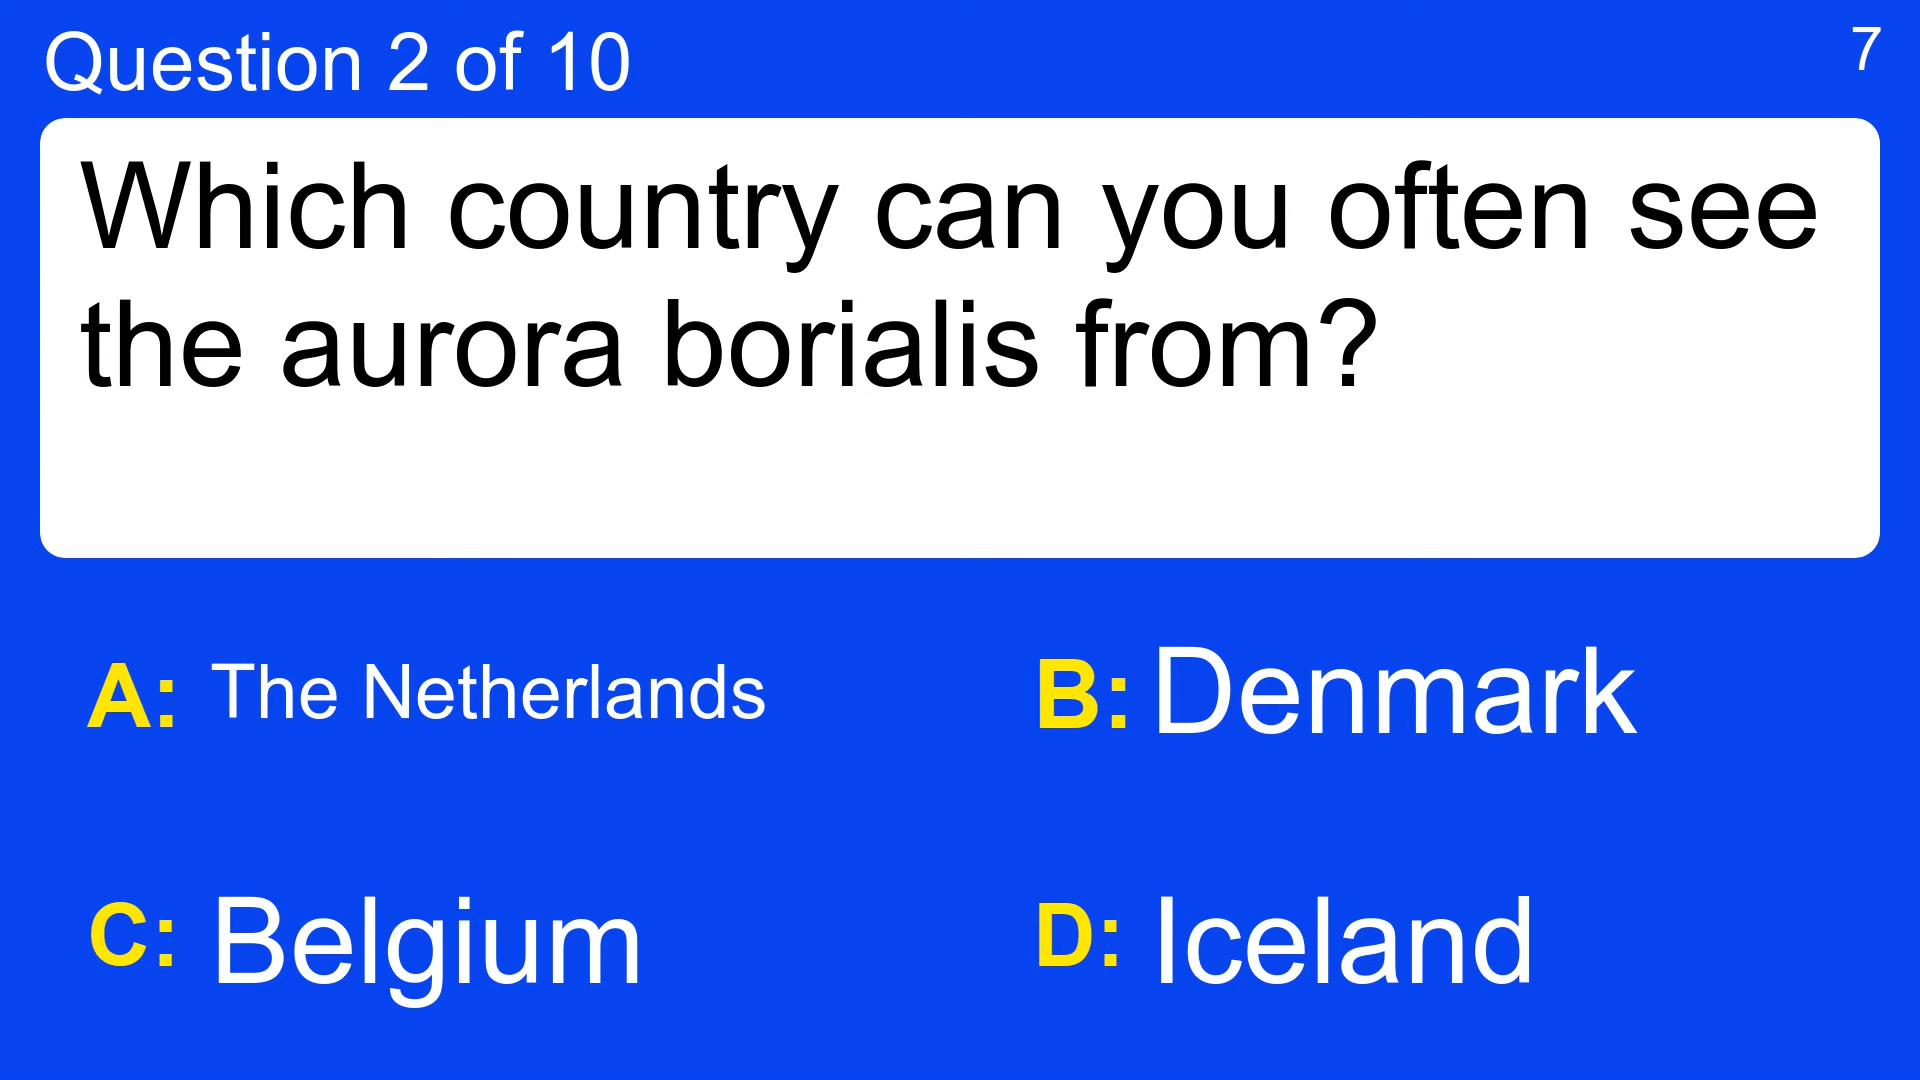 Question 2 of 10
7
Which country can you often see
the aurora borialis from?
A: The Netherlands
B: Denmark
C: Belgium
D: Iceland